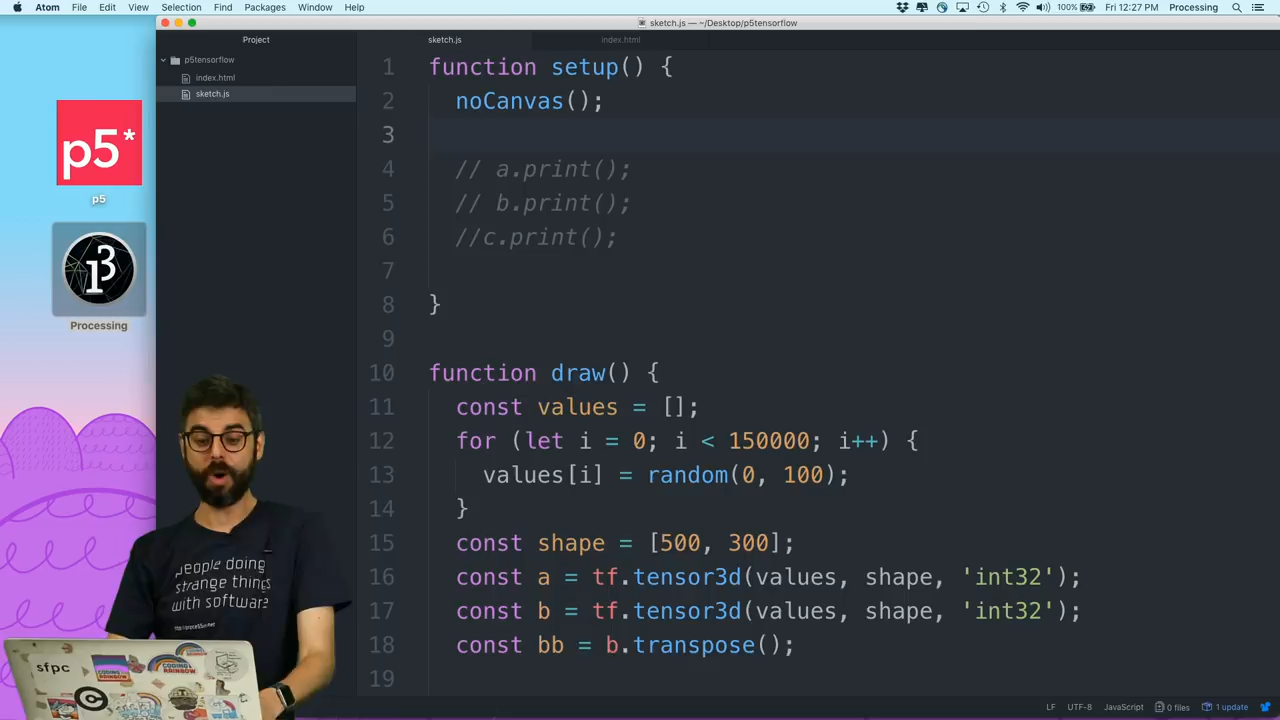 Atom File Edit View Selection Find Packages Window Help 100% Fri 12:27 PM Processing
sketch.js — ~/Desktop/p5tensorflow
Project
sketch.js
index.html
p5tensorflow
index.html
sketch.js
p5*
p5
Processing
1 function setup() {
2 noCanvas();
3
4 // a.print();
5 // b.print();
6 //c.print();
7
8 }
9
10 function draw() {
11 const values = [];
12 for (let i = 0; i < 150000; i++) {
13 values[i] = random(0, 100);
14 }
15 const shape = [500, 300];
16 const a = tf.tensor3d(values, shape, 'int32');
17 const b = tf.tensor3d(values, shape, 'int32');
18 const bb = b.transpose();
19
people doing
strange things
with software?
sfpc
LF UTF-8 JavaScript 0 files 1 update